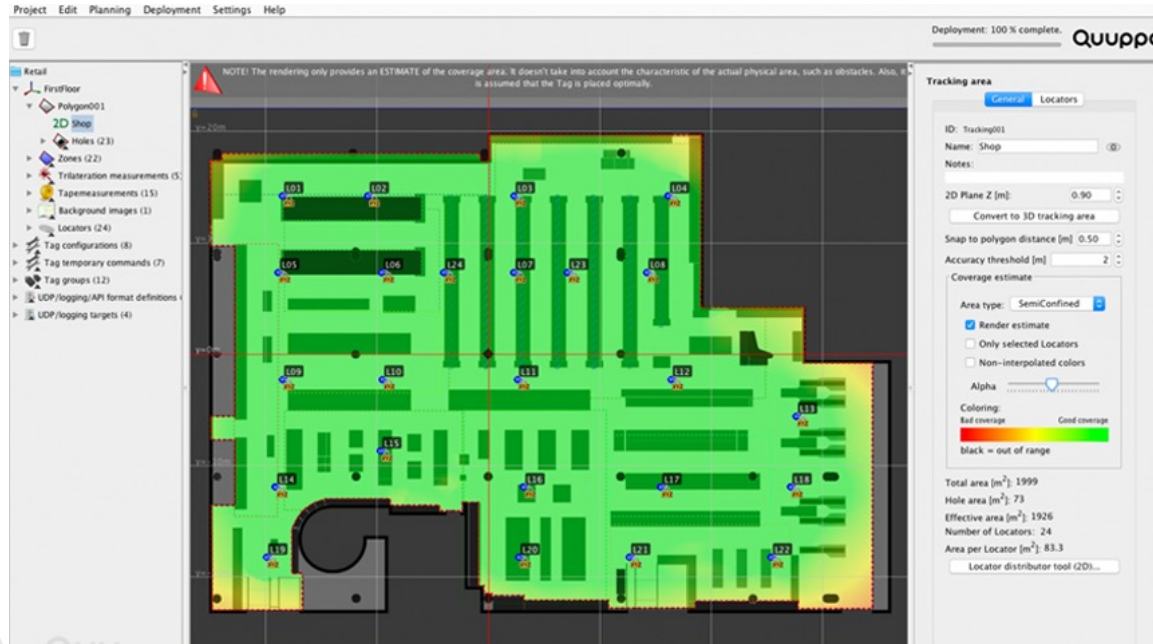 Project Edit Planning Deployment Settings Help
Deployment: 100 % complete.
Quuppa
Retail
FirstFloor
Polygon001
2D Shop
Holes (23)
Zones (22)
Trilateration measurements (5
Tapemeasurements (15)
Background images (1)
Locators (24)
Tag configurations (8)
Tag temporary commands (7)
Tag groups (12)
UDP/logging/API format definitions
UDP/logging targets (4)
NOTE! The rendering only provides an ESTIMATE of the coverage area. It doesn't take into account the characteristic of the actual physical area, such as obstacles. Also, it
is assumed that the Tag is placed optimally.
y=20m
L01 L02 L03 L04
L05 L06 L24 L07 L23 L08
y=0m
L09 L10 L11 L12
L13
L15
L14 L16 L17 L18
L19 L20 L21 L22
Tracking area
General Locators
ID: Tracking001
Name: Shop
Notes:
2D Plane Z [m]: 0.90
Convert to 3D tracking area
Snap to polygon distance [m] 0.50
Accuracy threshold [m] 2
Coverage estimate
Area type: SemiConfined
Render estimate
Only selected Locators
Non-interpolated colors
Alpha
Coloring:
Bad coverage Good coverage
black = out of range
Total area [m²]: 1999
Hole area [m²]: 73
Effective area [m²]: 1926
Number of Locators: 24
Area per Locator [m²]: 83.3
Locator distributor tool (2D)...